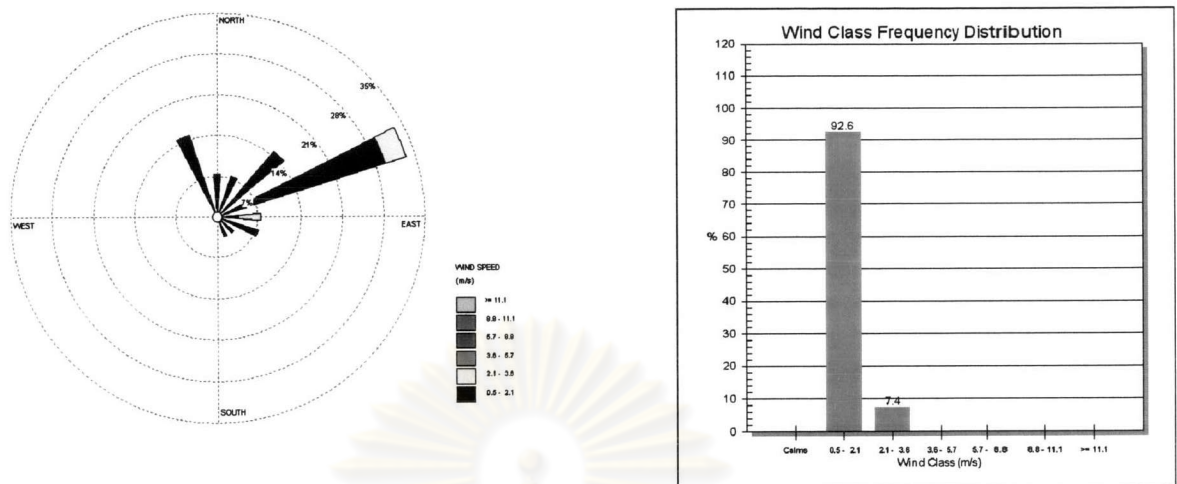 NORTH
35%
28%
21%
14%
7%
WEST
EAST
SOUTH
WIND SPEED
(m/s)
>= 11.1
8.8 - 11.1
5.7 - 8.8
3.6 - 5.7
2.1 - 3.6
0.5 - 2.1
Wind Class Frequency Distribution
120
110
100
90
80
70
% 60
50
40
30
20
10
0
92.6
7.4
Calms
0.5 - 2.1
2.1 - 3.6
3.6 - 5.7
5.7 - 8.8
8.8 - 11.1
>= 11.1
Wind Class (m/s)